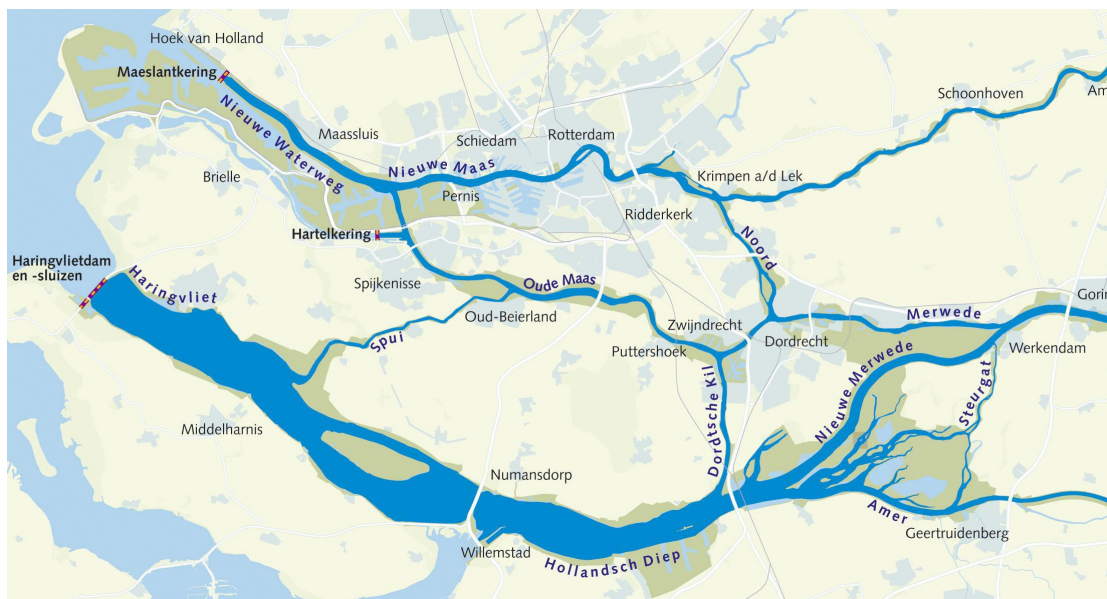 Hoek van Holland
Maeslantkering
Nieuwe Waterweg
Maassluis
Schiedam
Rotterdam
Schoonhoven
Am
Nieuwe Maas
Brielle
Pernis
Krimpen a/d Lek
Ridderkerk
Hartelkering
Noord
Haringvlietdam
en -sluizen
Haringvliet
Spijkenisse
Oude Maas
Oud-Beierland
Spui
Zwijndrecht
Puttershoek
Dordrecht
Merwede
Gorin
Werkendam
Nieuwe Merwede
Steurgat
Dordtsche Kil
Middelharnis
Numansdorp
Amer
Geertruidenberg
Willemstad
Hollandsch Diep